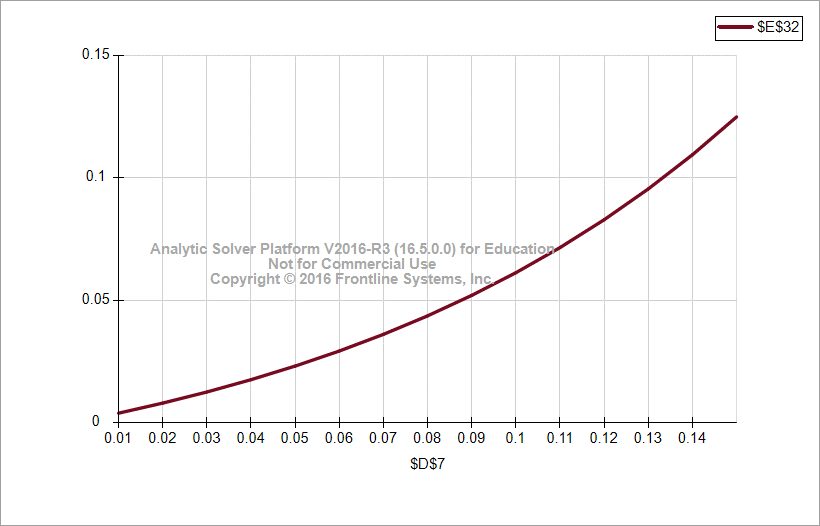 $E$32
0.15
0.1
0.05
0
Analytic Solver Platform V2016-R3 (16.5.0.0) for Education
Not for Commercial Use
Copyright © 2016 Frontline Systems, Inc.
0.01 0.02 0.03 0.04 0.05 0.06 0.07 0.08 0.09 0.1 0.11 0.12 0.13 0.14
$D$7